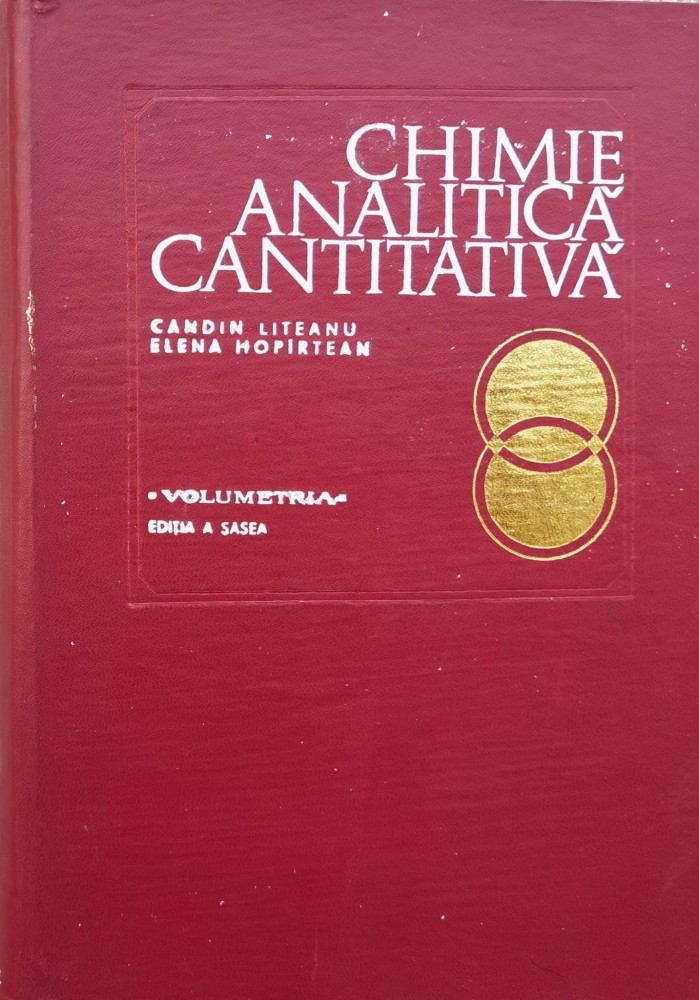 CHIMIE
ANALITICĂ
CANTITATIVĂ
CANDIN LITEANU
ELENA HOPÎRTEAN
• VOLUMETRIA •
EDIȚIA A ȘASEA